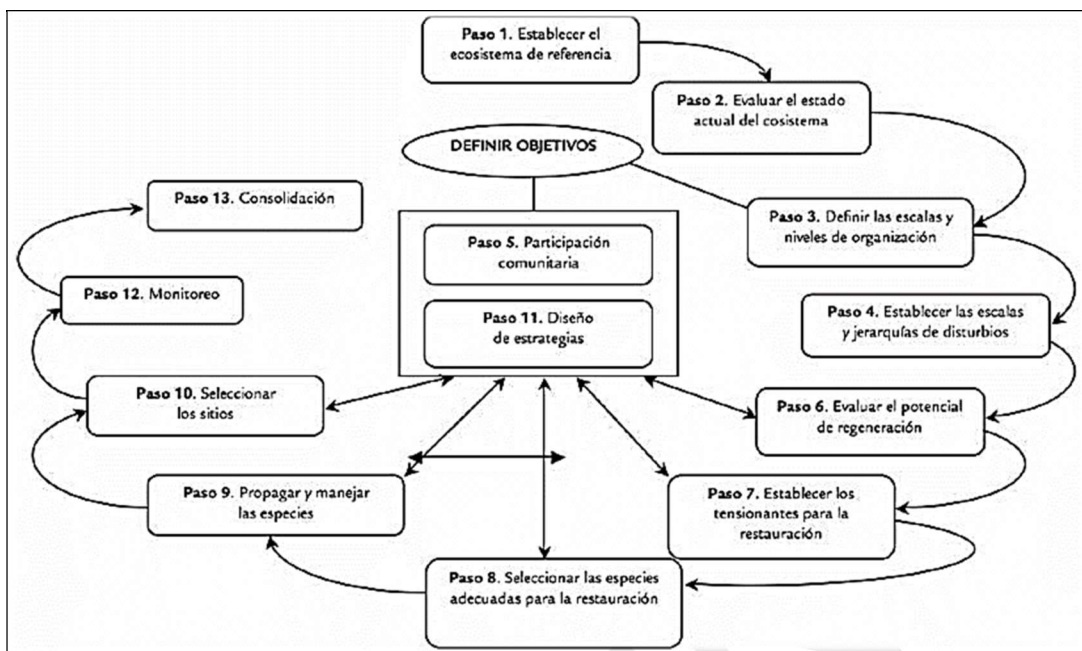 Paso 1. Establecer el
ecosistema de referencia
Paso 2. Evaluar el estado
actual del cosistema
DEFINIR OBJETIVOS
Paso 13. Consolidación
Paso 3. Definir las escalas y
niveles de organización
Paso 5. Participación
comunitaria
Paso 12. Monitoreo
Paso 11. Diseño
de estrategias
Paso 4. Establecer las escalas
y jerarquías de disturbios
Paso 10. Seleccionar
los sitios
Paso 6. Evaluar el potencial
de regeneración
Paso 9. Propagar y manejar
las especies
Paso 7. Establecer los
tensionantes para la
restauración
Paso 8. Seleccionar las especies
adecuadas para la restauración